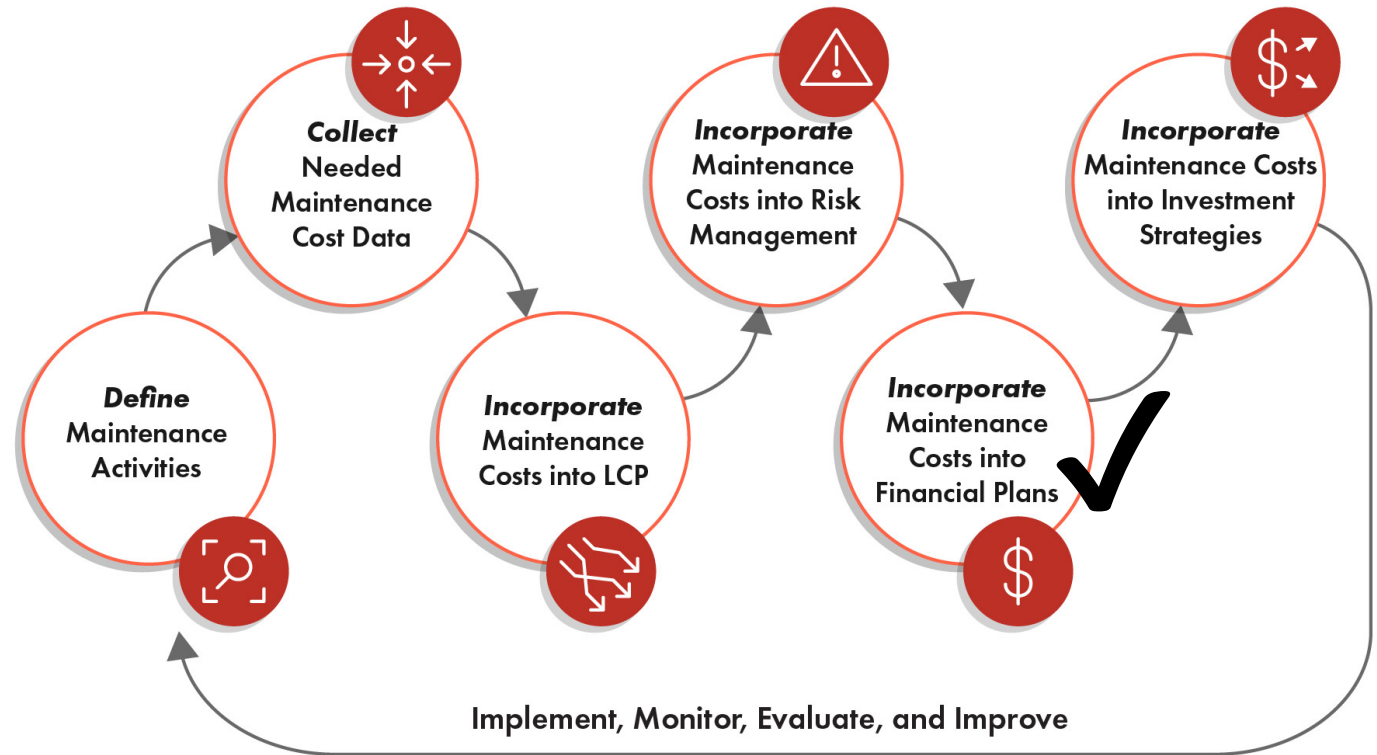 Define
Maintenance
Activities
Collect
Needed
Maintenance
Cost Data
Incorporate
Maintenance
Costs into LCP
Incorporate
Maintenance
Costs into Risk
Management
Incorporate
Maintenance
Costs into
Financial Plans
Incorporate
Maintenance Costs
into Investment
Strategies
Implement, Monitor, Evaluate, and Improve